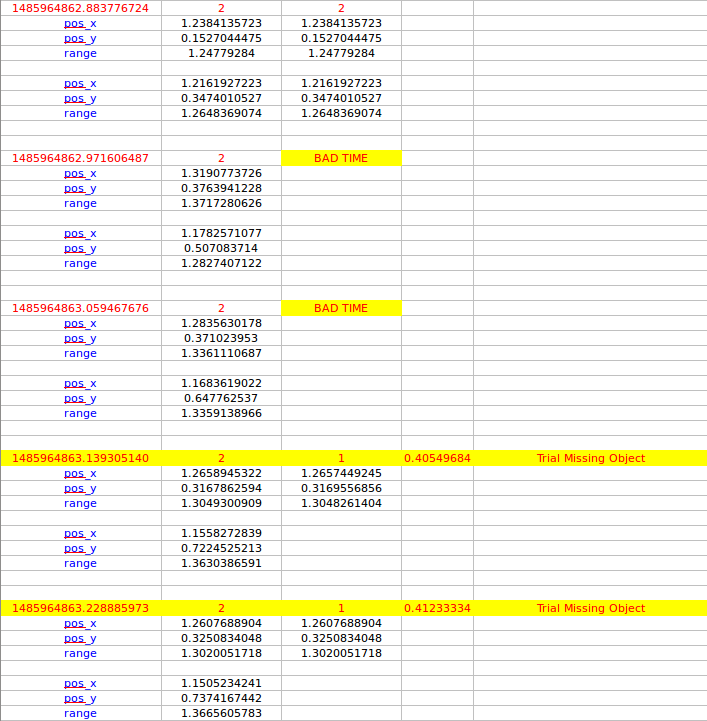 1485964862.883776724 2 2
pos_x 1.2384135723 1.2384135723
pos_y 0.1527044475 0.1527044475
range 1.24779284 1.24779284
pos_x 1.2161927223 1.2161927223
pos_y 0.3474010527 0.3474010527
range 1.2648369074 1.2648369074
1485964862.971606487 2 BAD TIME
pos_x 1.3190773726
pos_y 0.3763941228
range 1.3717280626
pos_x 1.1782571077
pos_y 0.507083714
range 1.2827407122
1485964863.059467676 2 BAD TIME
pos_x 1.2835630178
pos_y 0.371023953
range 1.3361110687
pos_x 1.1683619022
pos_y 0.647762537
range 1.3359138966
1485964863.139305140 2 1 0.40549684 Trial Missing Object
pos_x 1.2658945322 1.2657449245
pos_y 0.3167862594 0.3169556856
range 1.3049300909 1.3048261404
pos_x 1.1558272839
pos_y 0.7224525213
range 1.3630386591
1485964863.228885973 2 1 0.41233334 Trial Missing Object
pos_x 1.2607688904 1.2607688904
pos_y 0.3250834048 0.3250834048
range 1.3020051718 1.3020051718
pos_x 1.1505234241
pos_y 0.7374167442
range 1.3665605783